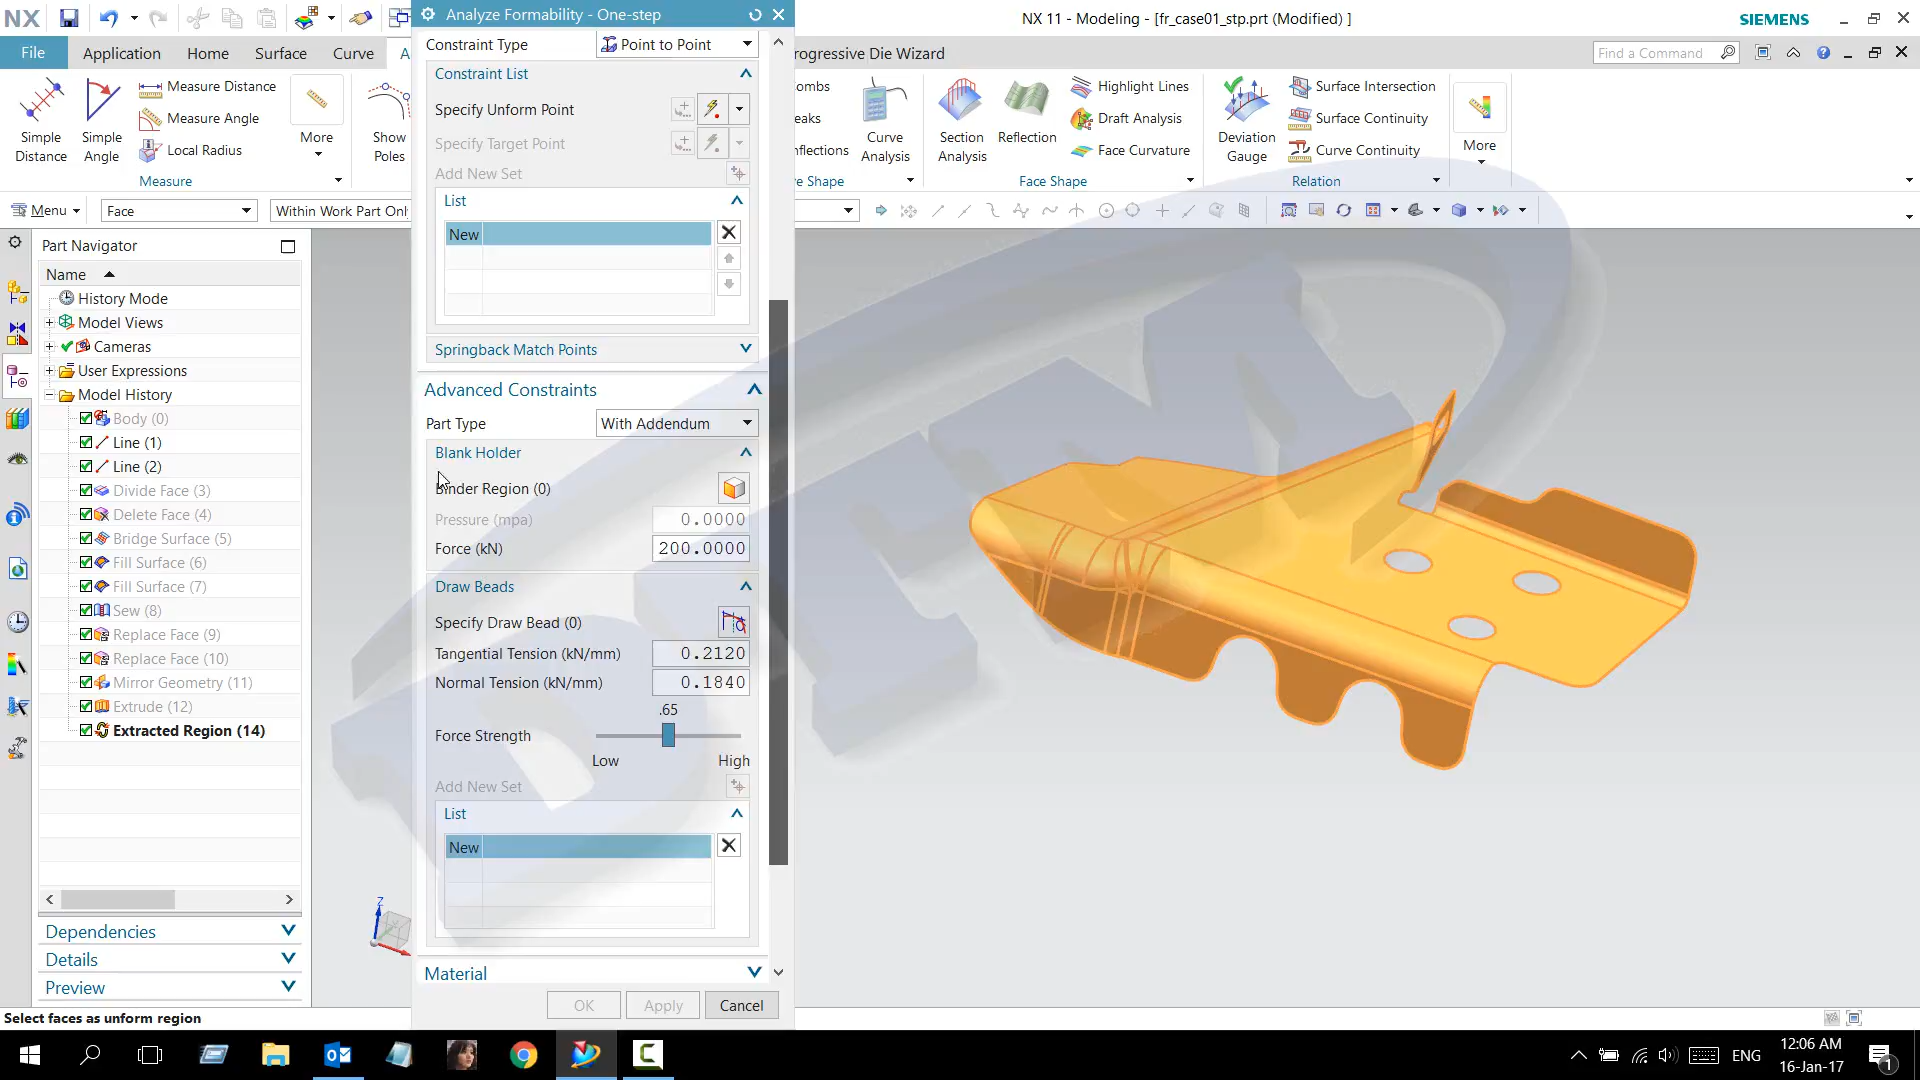 NX
Analyze Formability - One-step
NX 11 - Modeling - [fr_case01_stp.prt (Modified) ]
SIEMENS
File
Application
Home
Surface
Curve
A
rogressive Die Wizard
Find a Command
Simple Distance
Simple Angle
Measure Distance
Measure Angle
Local Radius
More
Show Poles
Measure
ombs
eaks
nflections
Curve Analysis
ve Shape
Section Analysis
Reflection
Highlight Lines
Draft Analysis
Face Curvature
Face Shape
Deviation Gauge
Surface Intersection
Surface Continuity
Curve Continuity
Relation
More
Menu
Face
Within Work Part Onl
Part Navigator
Name
History Mode
Model Views
Cameras
User Expressions
Model History
Body (0)
Line (1)
Line (2)
Divide Face (3)
Delete Face (4)
Bridge Surface (5)
Fill Surface (6)
Fill Surface (7)
Sew (8)
Replace Face (9)
Replace Face (10)
Mirror Geometry (11)
Extrude (12)
Extracted Region (14)
Dependencies
Details
Preview
Constraint Type
Point to Point
Constraint List
Specify Unform Point
Specify Target Point
Add New Set
List
New
Springback Match Points
Advanced Constraints
Part Type
With Addendum
Blank Holder
Binder Region (0)
Pressure (mpa)
0.0000
Force (kN)
200.0000
Draw Beads
Specify Draw Bead (0)
Tangential Tension (kN/mm)
0.2120
Normal Tension (kN/mm)
0.1840
.65
Force Strength
Low
High
Add New Set
List
New
Material
OK
Apply
Cancel
Z
Select faces as unform region
ENG
12:06 AM
16-Jan-17
1